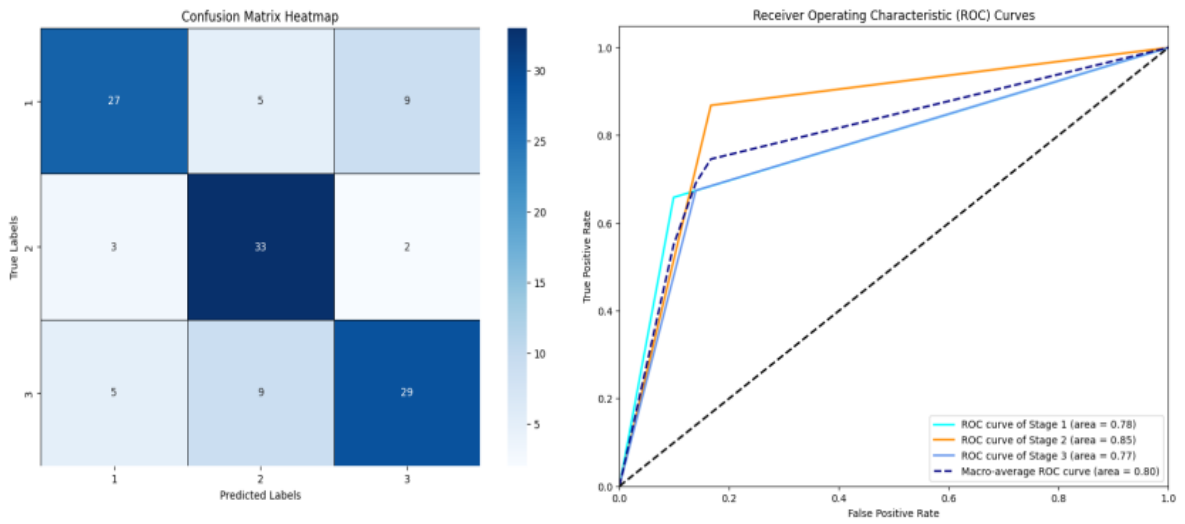 Confusion Matrix Heatmap
27 5 9
3 33 2
5 9 29
1
2
3
True Labels
1 2 3
Predicted Labels
30
25
20
15
10
5
Receiver Operating Characteristic (ROC) Curves
1.0
0.8
0.6
0.4
0.2
0.0
True Positive Rate
0.0 0.2 0.4 0.6 0.8 1.0
False Positive Rate
ROC curve of Stage 1 (area = 0.78)
ROC curve of Stage 2 (area = 0.85)
ROC curve of Stage 3 (area = 0.77)
Macro-average ROC curve (area = 0.80)